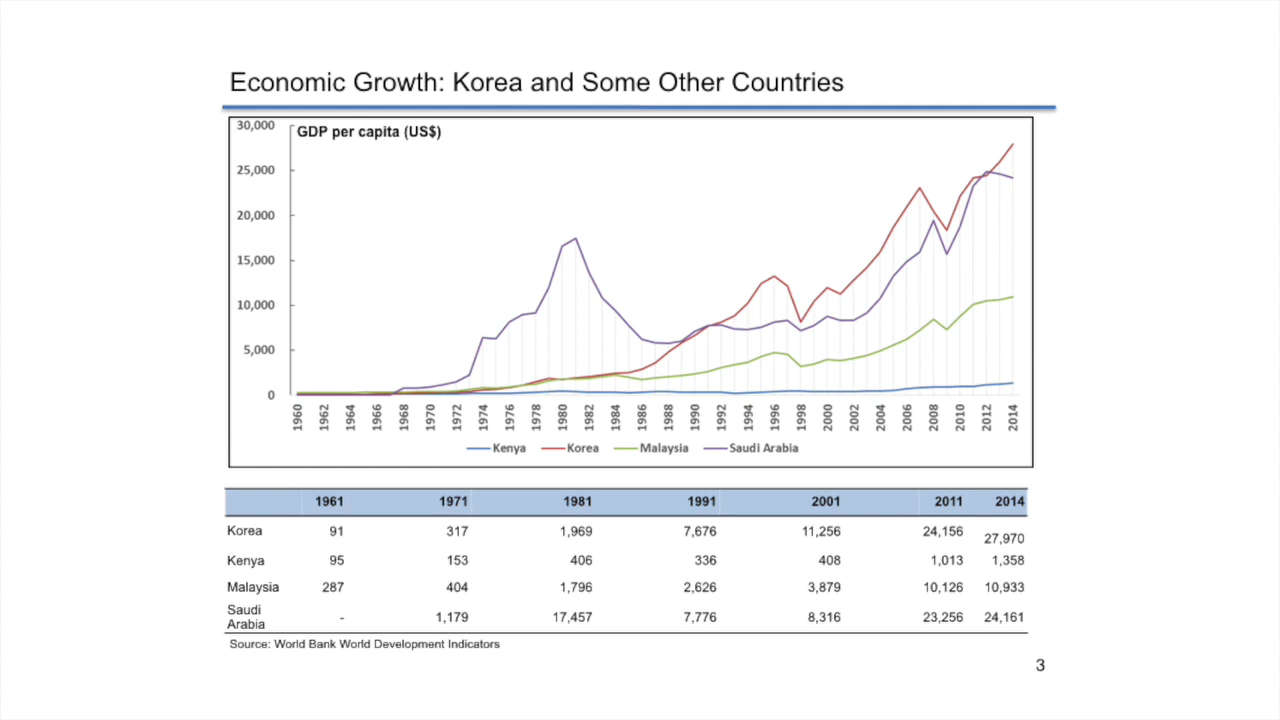 Economic Growth: Korea and Some Other Countries
GDP per capita (US$)
30,000
25,000
20,000
15,000
10,000
5,000
0
1960 1962 1964 1966 1968 1970 1972 1974 1976 1978 1980 1982 1984 1986 1988 1990 1992 1994 1996 1998 2000 2002 2004 2006 2008 2010 2012 2014
Kenya Korea Malaysia Saudi Arabia
1961 1971 1981 1991 2001 2011 2014
Korea 91 317 1,969 7,676 11,256 24,156 27,970
Kenya 95 153 406 336 408 1,013 1,358
Malaysia 287 404 1,796 2,626 3,879 10,126 10,933
Saudi
Arabia - 1,179 17,457 7,776 8,316 23,256 24,161
Source: World Bank World Development Indicators
3